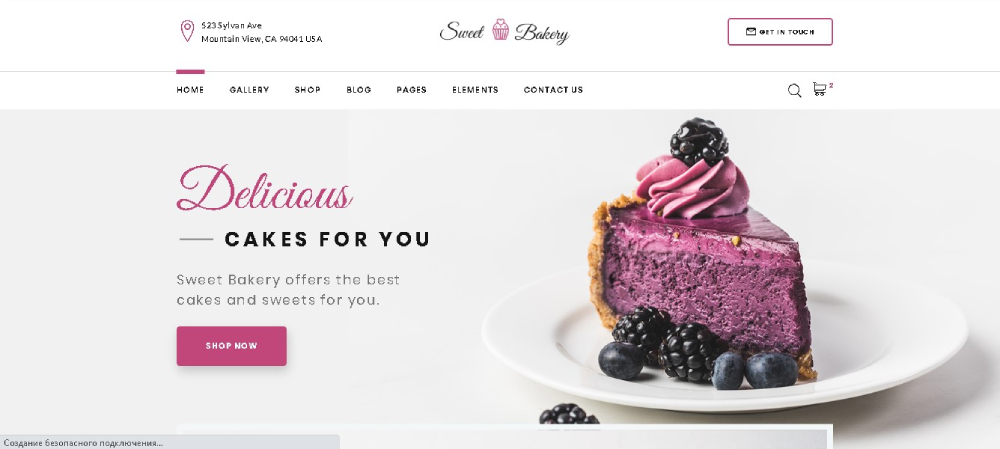 523 Sylvan Ave
Mountain View, CA 94041 USA
Sweet Bakery
GET IN TOUCH
HOME GALLERY SHOP BLOG PAGES ELEMENTS CONTACT US
2
Delicious
CAKES FOR YOU
Sweet Bakery offers the best
cakes and sweets for you.
SHOP NOW
Создание безопасного подключения...